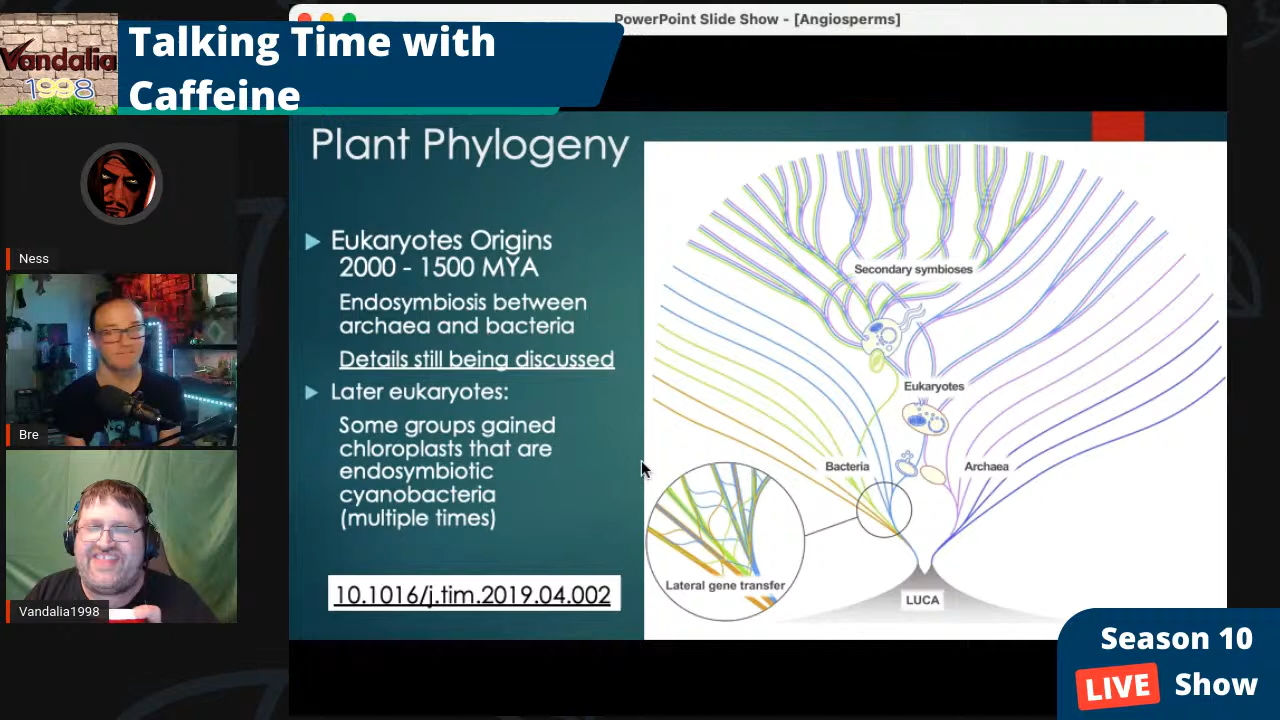 PowerPoint Slide Show - [Angiosperms]
Talking Time with
Caffeine
Vandalia
1998
Plant Phylogeny
Eukaryotes Origins
2000 - 1500 MYA
Endosymbiosis between
archaea and bacteria
Details still being discussed
Later eukaryotes:
Some groups gained
chloroplasts that are
endosymbiotic
cyanobacteria
(multiple times)
10.1016/j.tim.2019.04.002
Secondary symbioses
Eukaryotes
Bacteria
Archaea
Lateral gene transfer
LUCA
Ness
Bre
Vandalia1998
Season 10
LIVE Show